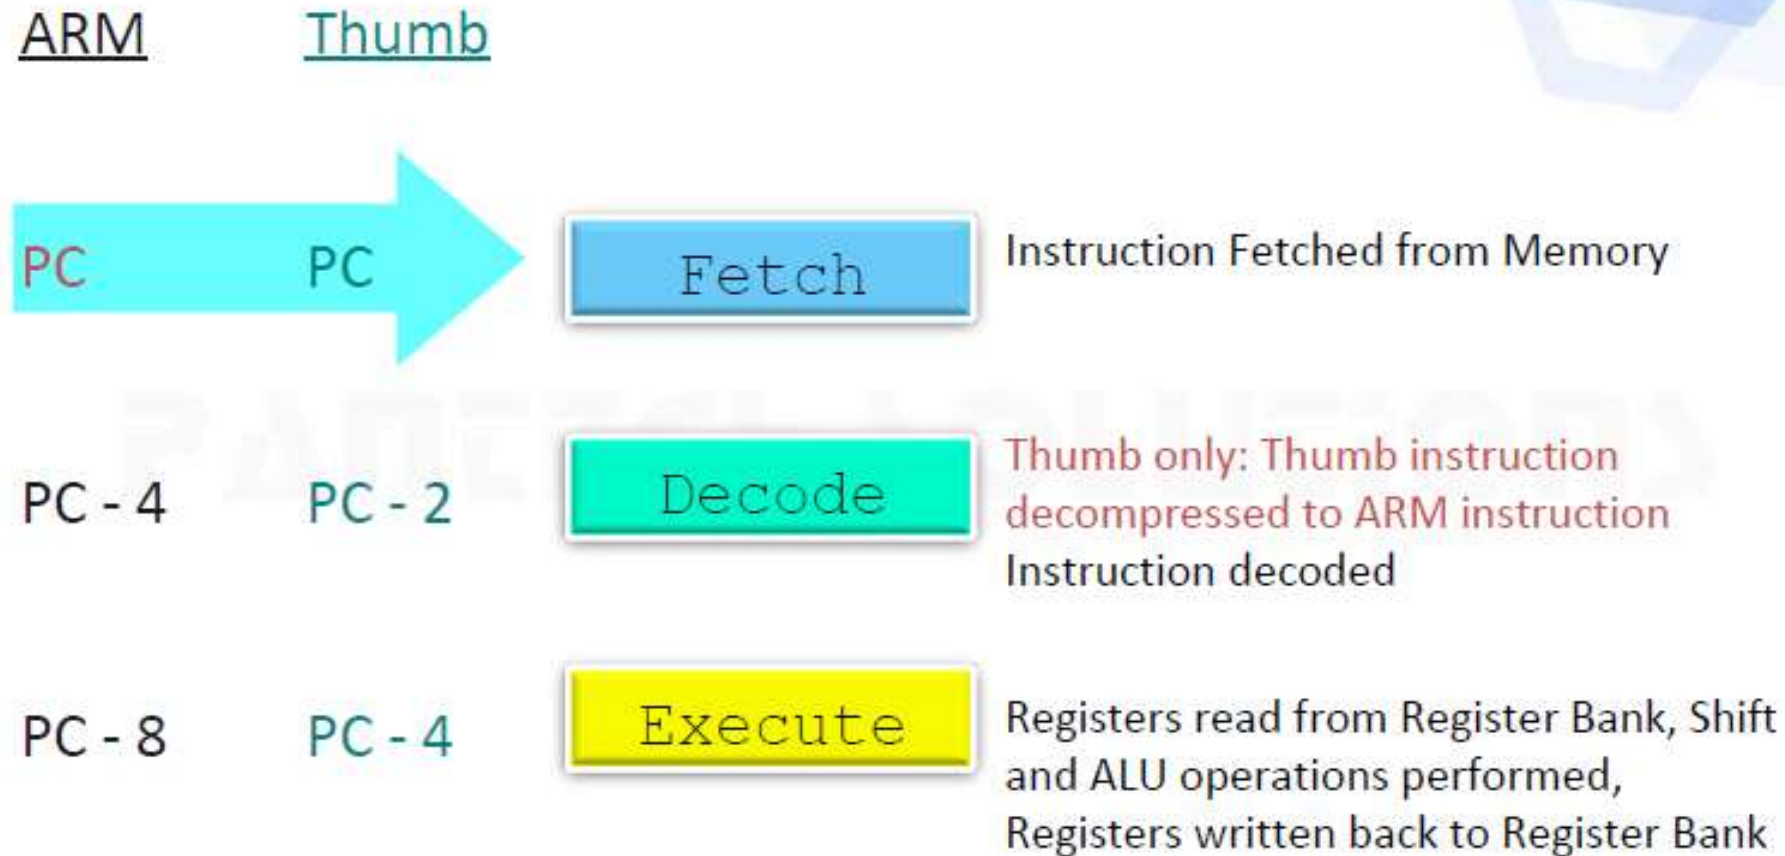 ARM Thumb
PC PC Fetch Instruction Fetched from Memory
PC - 4 PC - 2 Decode Thumb only: Thumb instruction
decompressed to ARM instruction
Instruction decoded
PC - 8 PC - 4 Execute Registers read from Register Bank, Shift
and ALU operations performed,
Registers written back to Register Bank